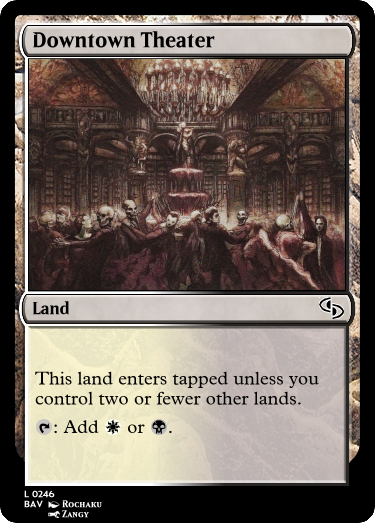 Downtown Theater
Land
This land enters tapped unless you
control two or fewer other lands.
: Add or .
L 0246
BAV Rochaku
Zangy